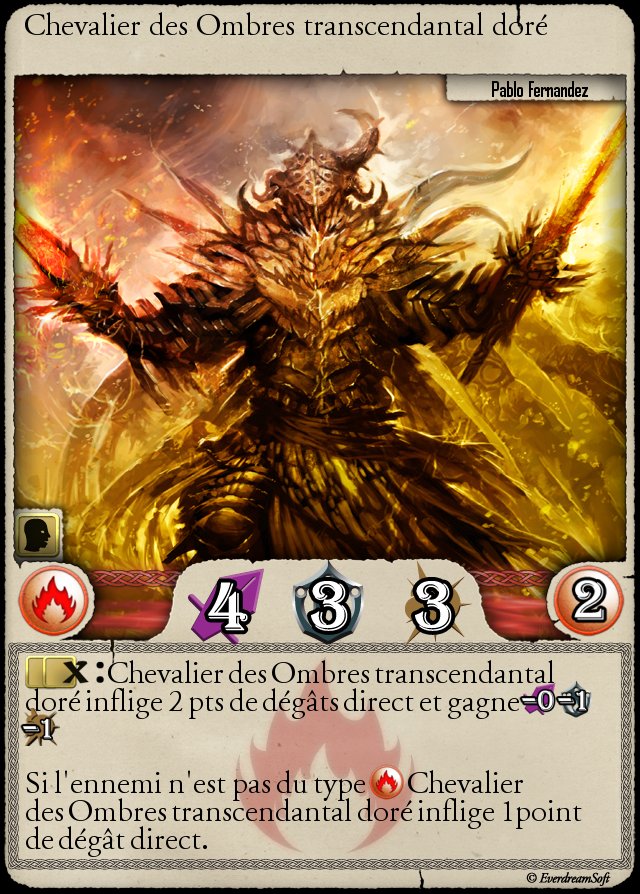 Chevalier des Ombres transcendantal doré
Pablo Fernandez
4 3 3 2
X :Chevalier des Ombres transcendantal
doré inflige 2 pts de dégâts direct et gagne -0 -1
-1
Si l'ennemi n'est pas du type Chevalier
des Ombres transcendantal doré inflige 1point
de dégât direct.
© EverdreamSoft